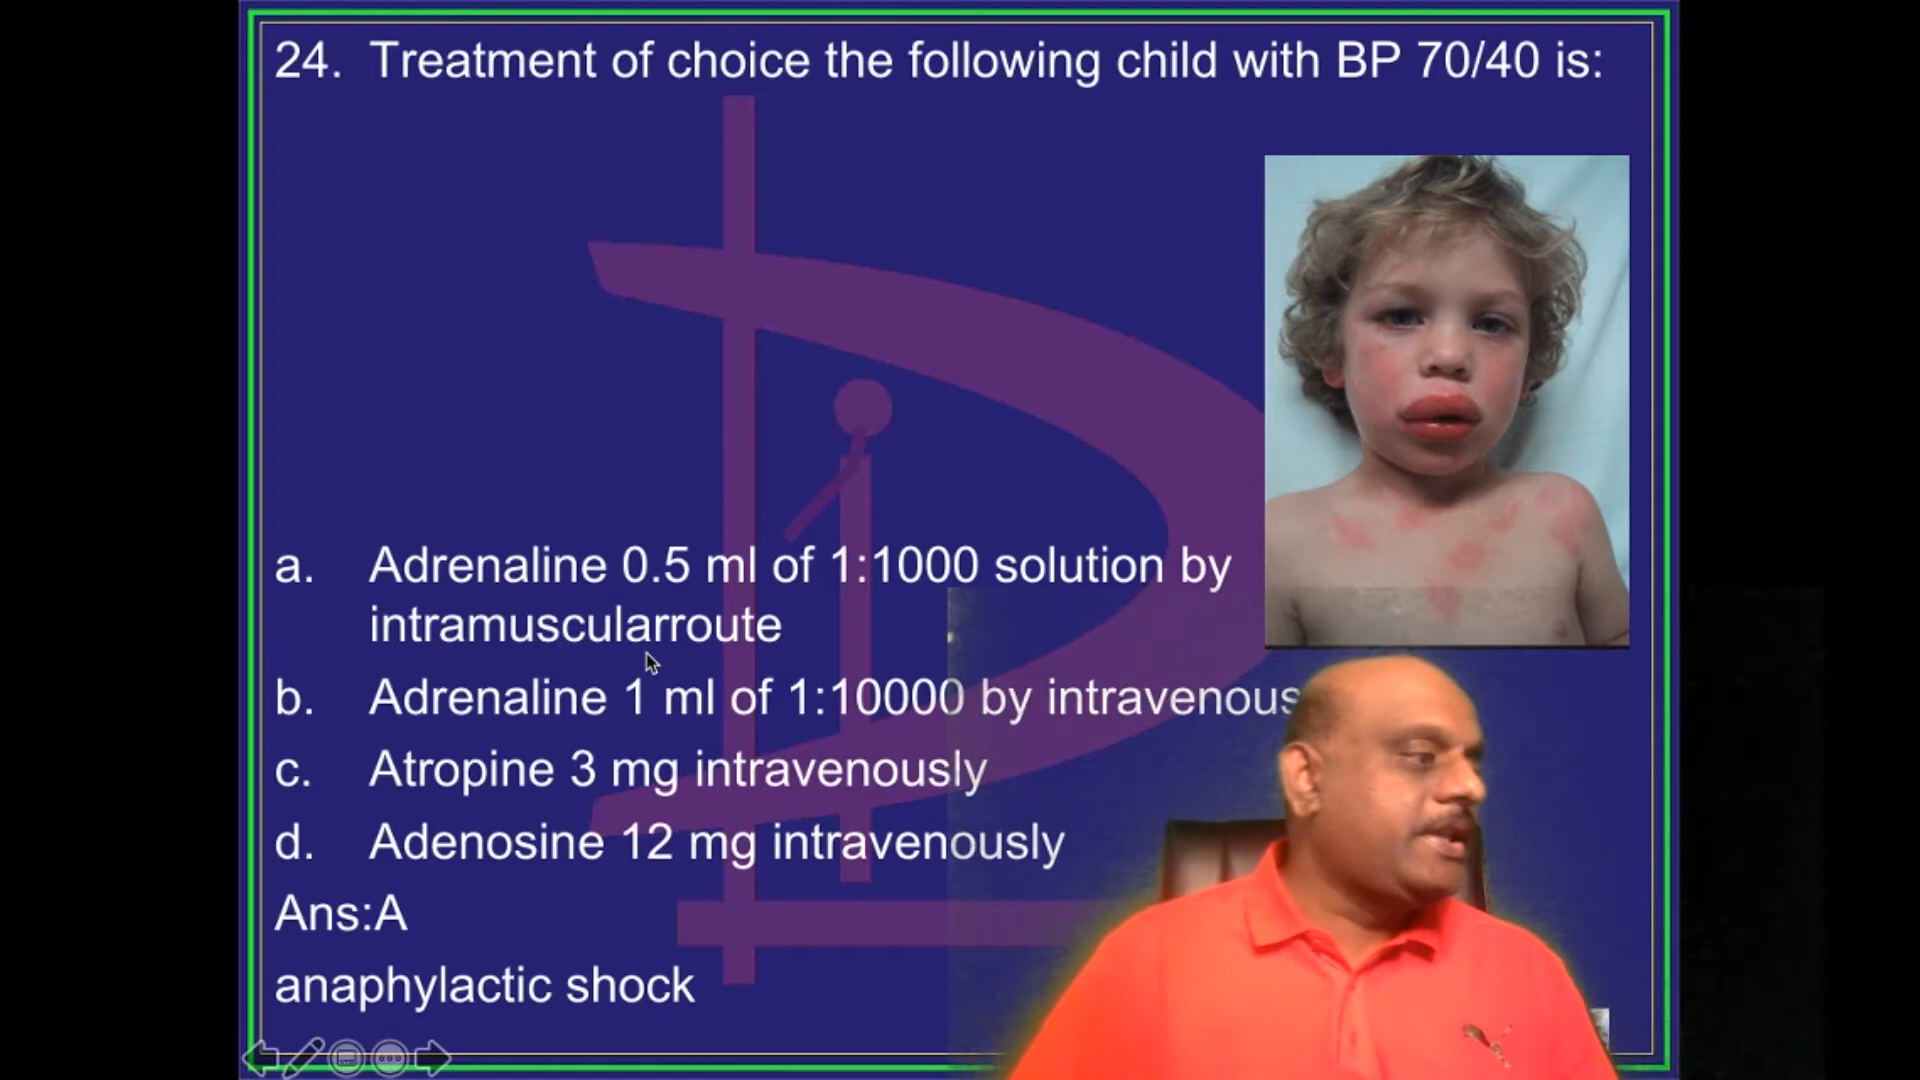 24. Treatment of choice the following child with BP 70/40 is:
a. Adrenaline 0.5 ml of 1:1000 solution by
intramuscularroute
b. Adrenaline 1 ml of 1:10000 by intravenous
c. Atropine 3 mg intravenously
d. Adenosine 12 mg intravenously
Ans:A
anaphylactic shock